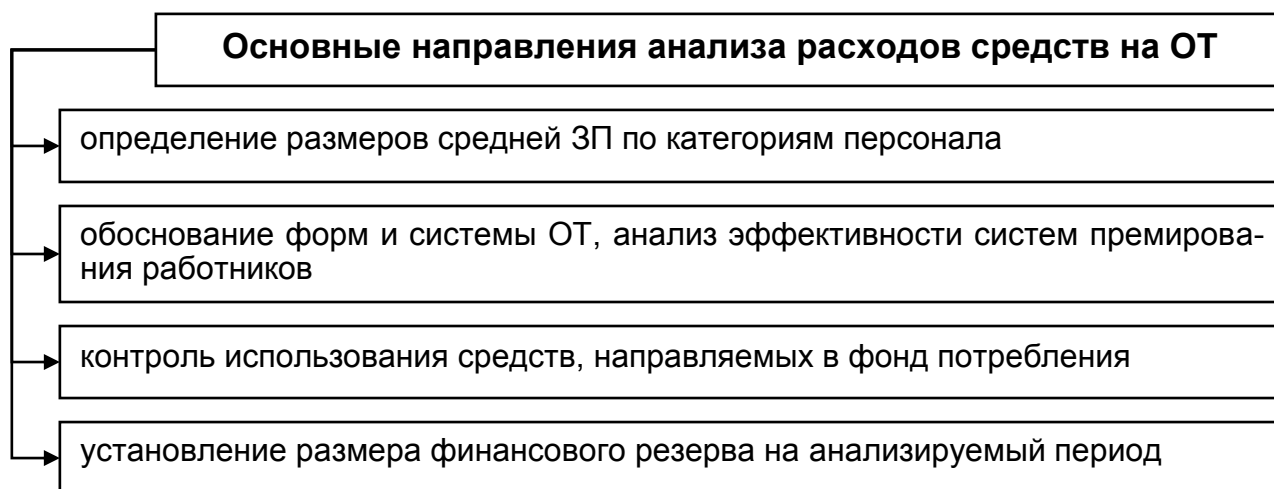 Основные направления анализа расходов средств на ОТ
определение размеров средней ЗП по категориям персонала
обоснование форм и системы ОТ, анализ эффективности систем премирова-
ния работников
контроль использования средств, направляемых в фонд потребления
установление размера финансового резерва на анализируемый период